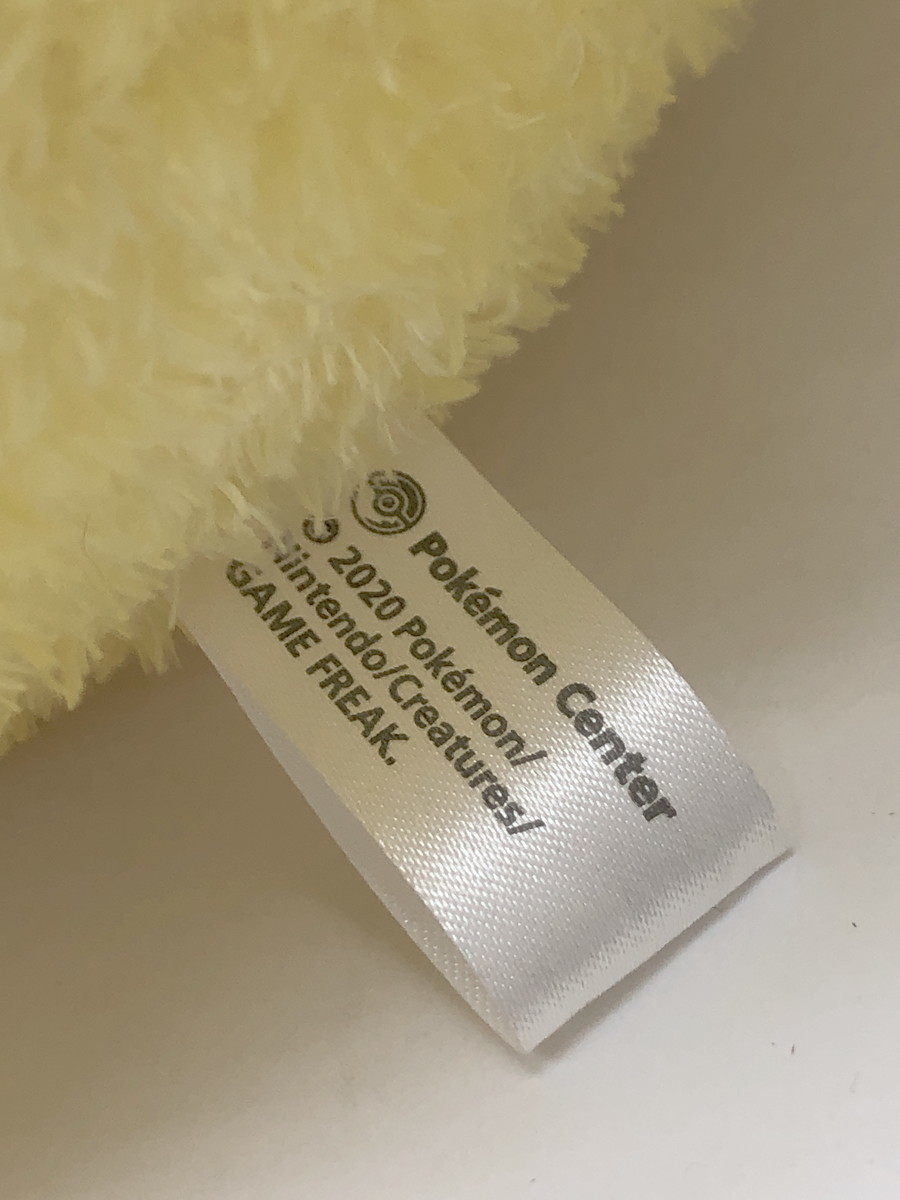 Pokémon Center
© 2020 Pokémon/
Nintendo/Creatures/
GAME FREAK.